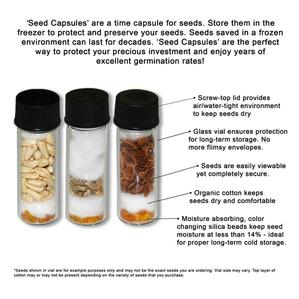 'Seed Capsules' are a time capsule for seeds. Store them in the
freezer to protect and preserve your seeds. Seeds saved in a frozen
environment can last for decades. 'Seed Capsules' are the perfect
way to protect your precious investment and enjoy years of
excellent germination rates!
Screw-top lid provides
air/water-tight environment
to keep seeds dry
Glass vial ensures protection
for long-term storage. No
more flimsy envelopes.
Seeds are easily viewable
yet completely secure.
Organic cotton keeps
seeds dry and comfortable
Moisture absorbing, color
changing silica beads keep seed
moisture at less than 14% - ideal
for proper long-term cold storage.
*Seeds shown in vial are for example purposes only and may not be the exact seeds you are ordering. Vial size may vary. Top layer of
cotton may or may not be present depending on the variety of seeds that you purchase.